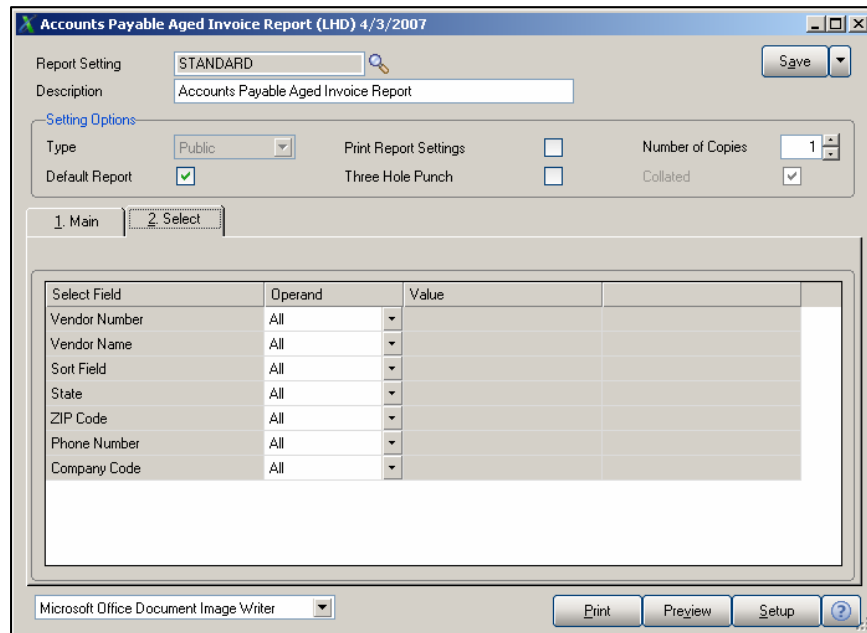 Accounts Payable Aged Invoice Report (LHD) 4/3/2007
Report Setting STANDARD Save
Description Accounts Payable Aged Invoice Report
Setting Options
Type Public Print Report Settings Number of Copies 1
Default Report Three Hole Punch Collated
1. Main 2. Select
Select Field Operand Value
Vendor Number All
Vendor Name All
Sort Field All
State All
ZIP Code All
Phone Number All
Company Code All
Microsoft Office Document Image Writer Print Preview Setup ?